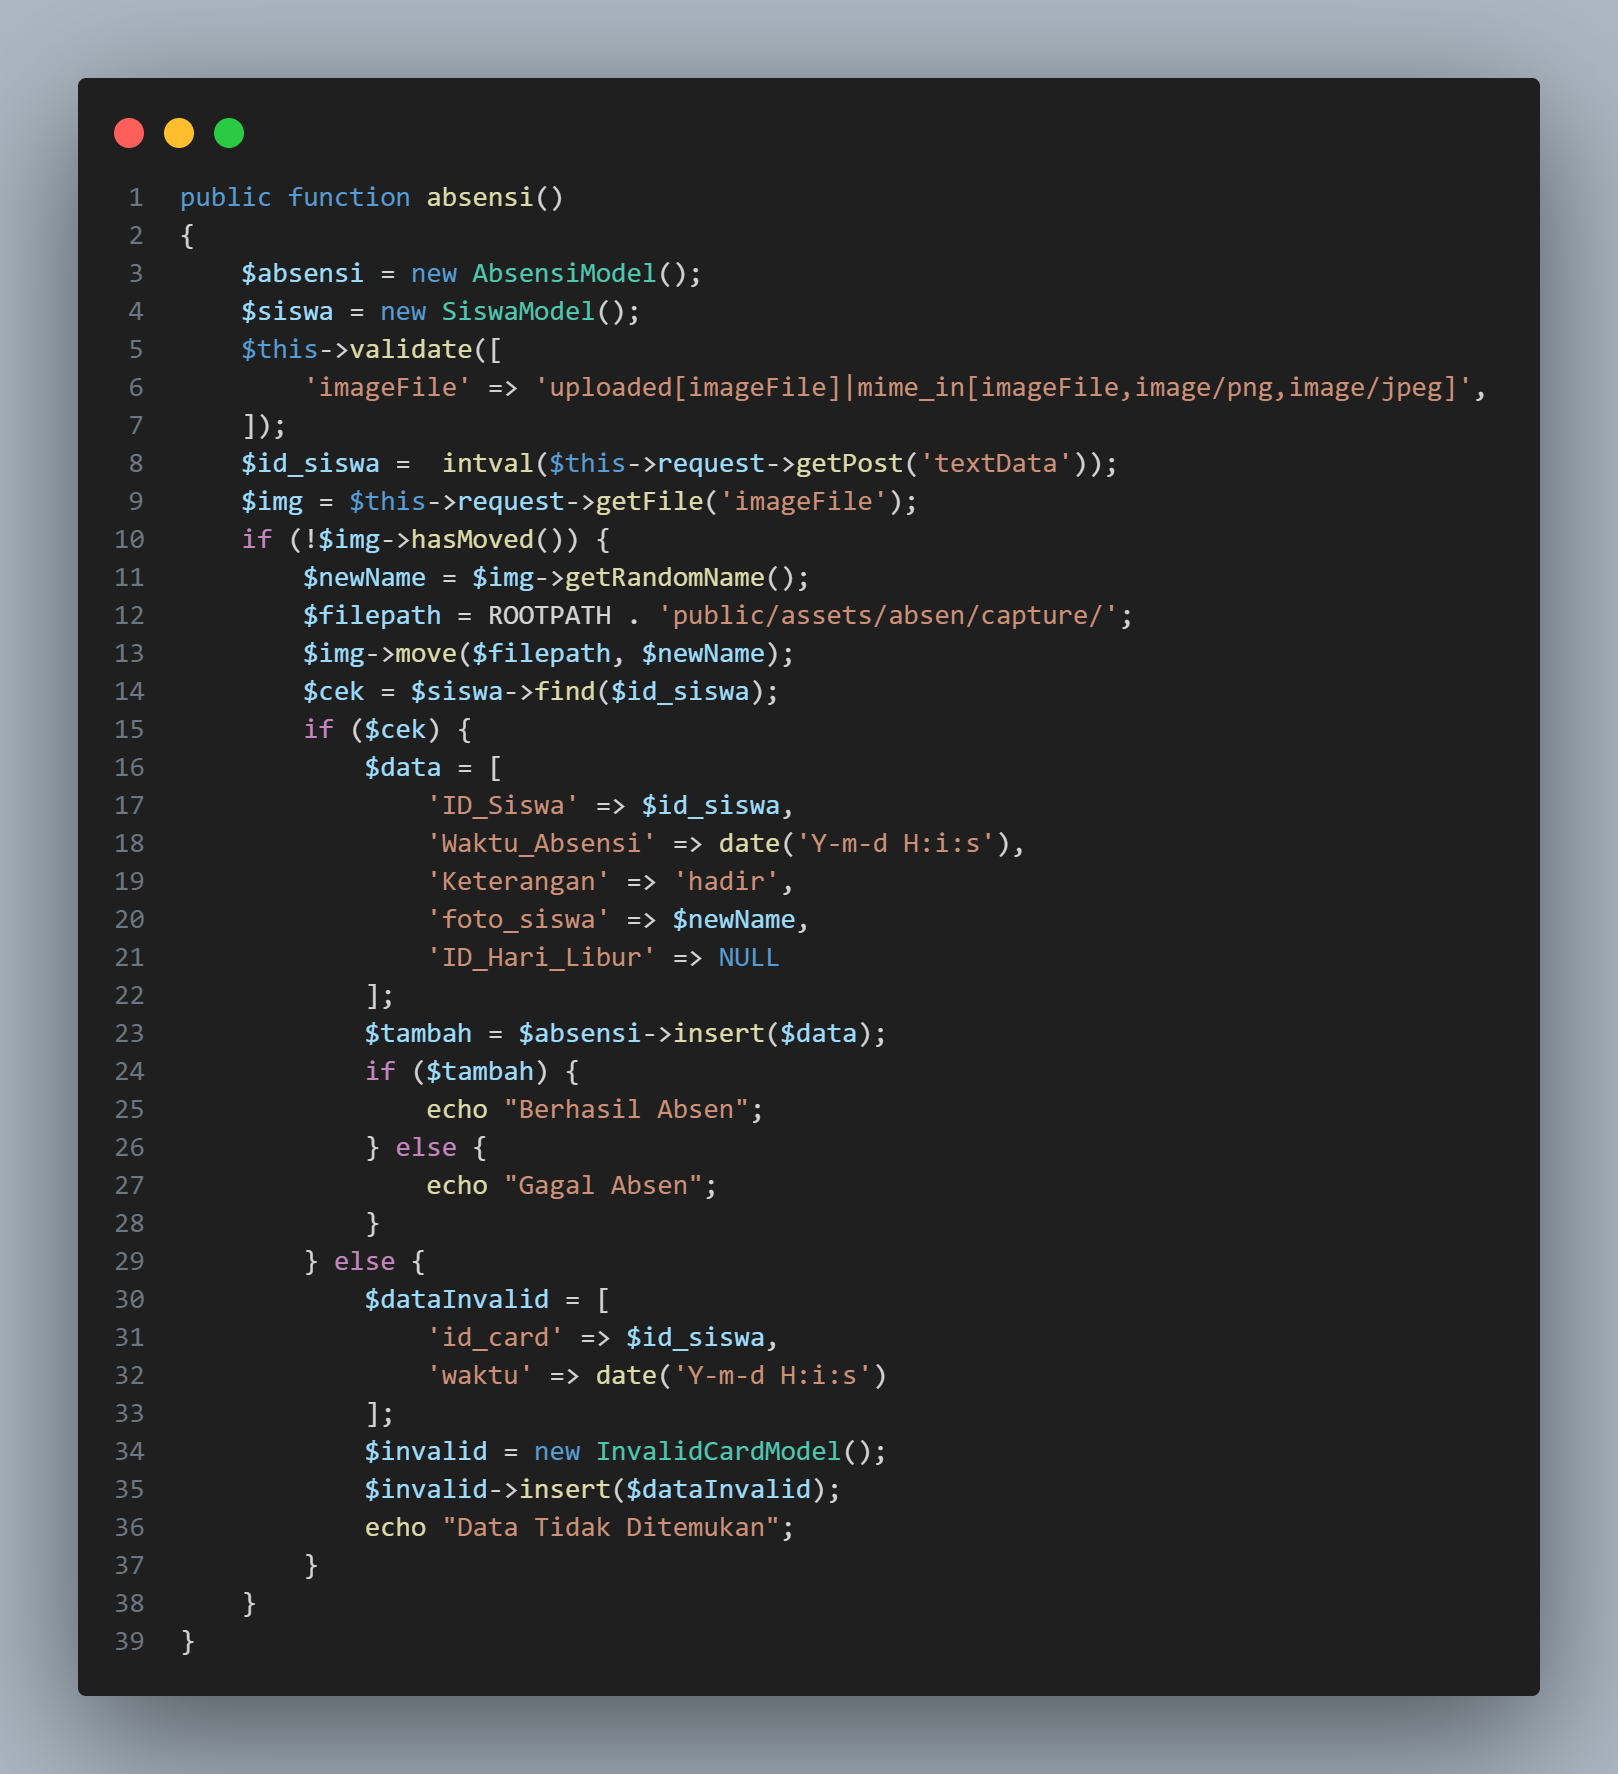 1 public function absensi()
2 {
3     $absensi = new AbsensiModel();
4     $siswa = new SiswaModel();
5     $this->validate([
6         'imageFile' => 'uploaded[imageFile]|mime_in[imageFile,image/png,image/jpeg]',
7     ]);
8     $id_siswa =  intval($this->request->getPost('textData'));
9     $img = $this->request->getFile('imageFile');
10     if (!$img->hasMoved()) {
11         $newName = $img->getRandomName();
12         $filepath = ROOTPATH . 'public/assets/absen/capture/';
13         $img->move($filepath, $newName);
14         $cek = $siswa->find($id_siswa);
15         if ($cek) {
16             $data = [
17                 'ID_Siswa' => $id_siswa,
18                 'Waktu_Absensi' => date('Y-m-d H:i:s'),
19                 'Keterangan' => 'hadir',
20                 'foto_siswa' => $newName,
21                 'ID_Hari_Libur' => NULL
22             ];
23             $tambah = $absensi->insert($data);
24             if ($tambah) {
25                 echo "Berhasil Absen";
26             } else {
27                 echo "Gagal Absen";
28             }
29         } else {
30             $dataInvalid = [
31                 'id_card' => $id_siswa,
32                 'waktu' => date('Y-m-d H:i:s')
33             ];
34             $invalid = new InvalidCardModel();
35             $invalid->insert($dataInvalid);
36             echo "Data Tidak Ditemukan";
37         }
38     }
39 }